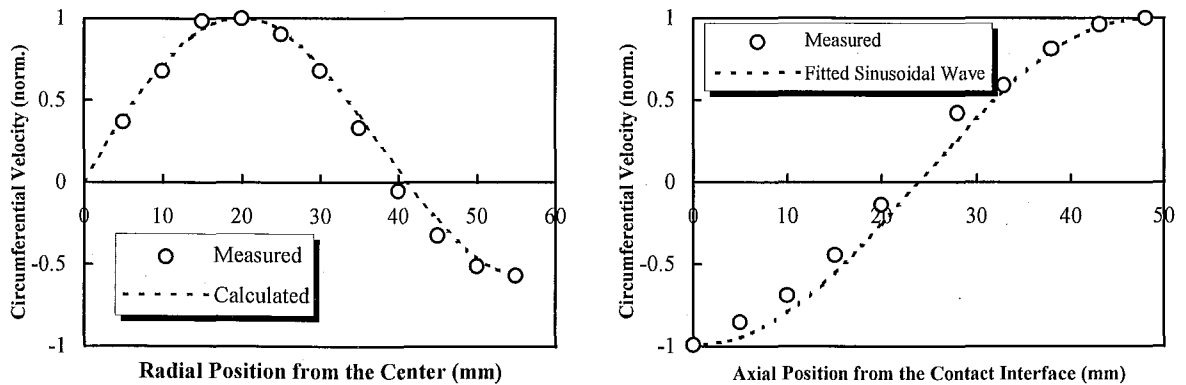 Circumferential Velocity (norm.)
1
0.5
0
-0.5
-1
0
10
20
30
40
50
60
Measured
Calculated
Radial Position from the Center (mm)
Circumferential Velocity (norm.)
1
0.5
0
-0.5
-1
0
10
20
30
40
50
Measured
Fitted Sinusoidal Wave
Axial Position from the Contact Interface (mm)